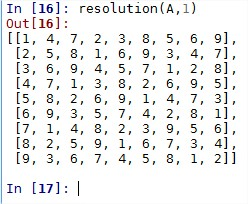 In [16]: resolution(A,1)
Out[16]:
[[1, 4, 7, 2, 3, 8, 5, 6, 9],
[2, 5, 8, 1, 6, 9, 3, 4, 7],
[3, 6, 9, 4, 5, 7, 1, 2, 8],
[4, 7, 1, 3, 8, 2, 6, 9, 5],
[5, 8, 2, 6, 9, 1, 4, 7, 3],
[6, 9, 3, 5, 7, 4, 2, 8, 1],
[7, 1, 4, 8, 2, 3, 9, 5, 6],
[8, 2, 5, 9, 1, 6, 7, 3, 4],
[9, 3, 6, 7, 4, 5, 8, 1, 2]]
In [17]: